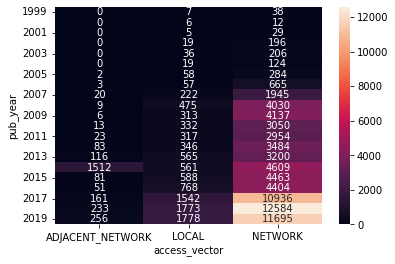 1999 0 7 38
0 6 12
2001 0 5 29
0 19 196
2003 0 36 206
0 19 124
2005 2 58 284
3 57 665
2007 20 222 1945
9 475 4030
2009 6 313 4137
13 332 3050
2011 23 317 2954
83 346 3484
2013 116 565 3200
1512 561 4609
2015 81 588 4463
51 768 4404
2017 161 1542 10936
233 1773 12584
2019 256 1778 11695
ADJACENT_NETWORK LOCAL NETWORK
access_vector
pub_year
12000
10000
8000
6000
4000
2000
0